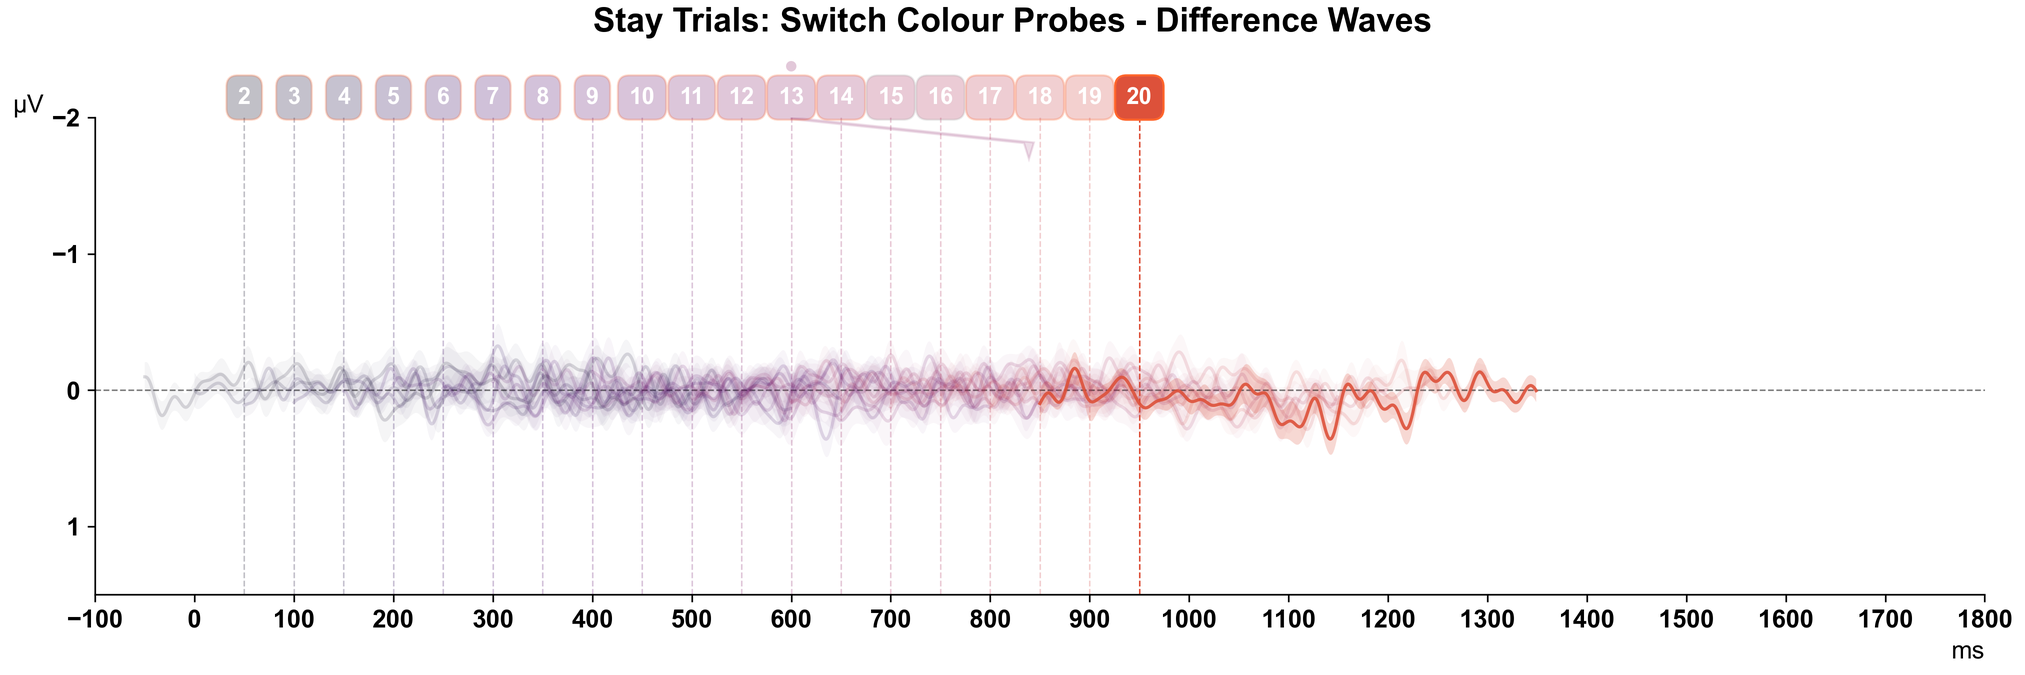 Stay Trials: Switch Colour Probes - Difference Waves
2 3 4 5 6 7 8 9 10 11 12 13 14 15 16 17 18 19 20
µV
−2
−1
0
1
−100 0 100 200 300 400 500 600 700 800 900 1000 1100 1200 1300 1400 1500 1600 1700 1800
ms